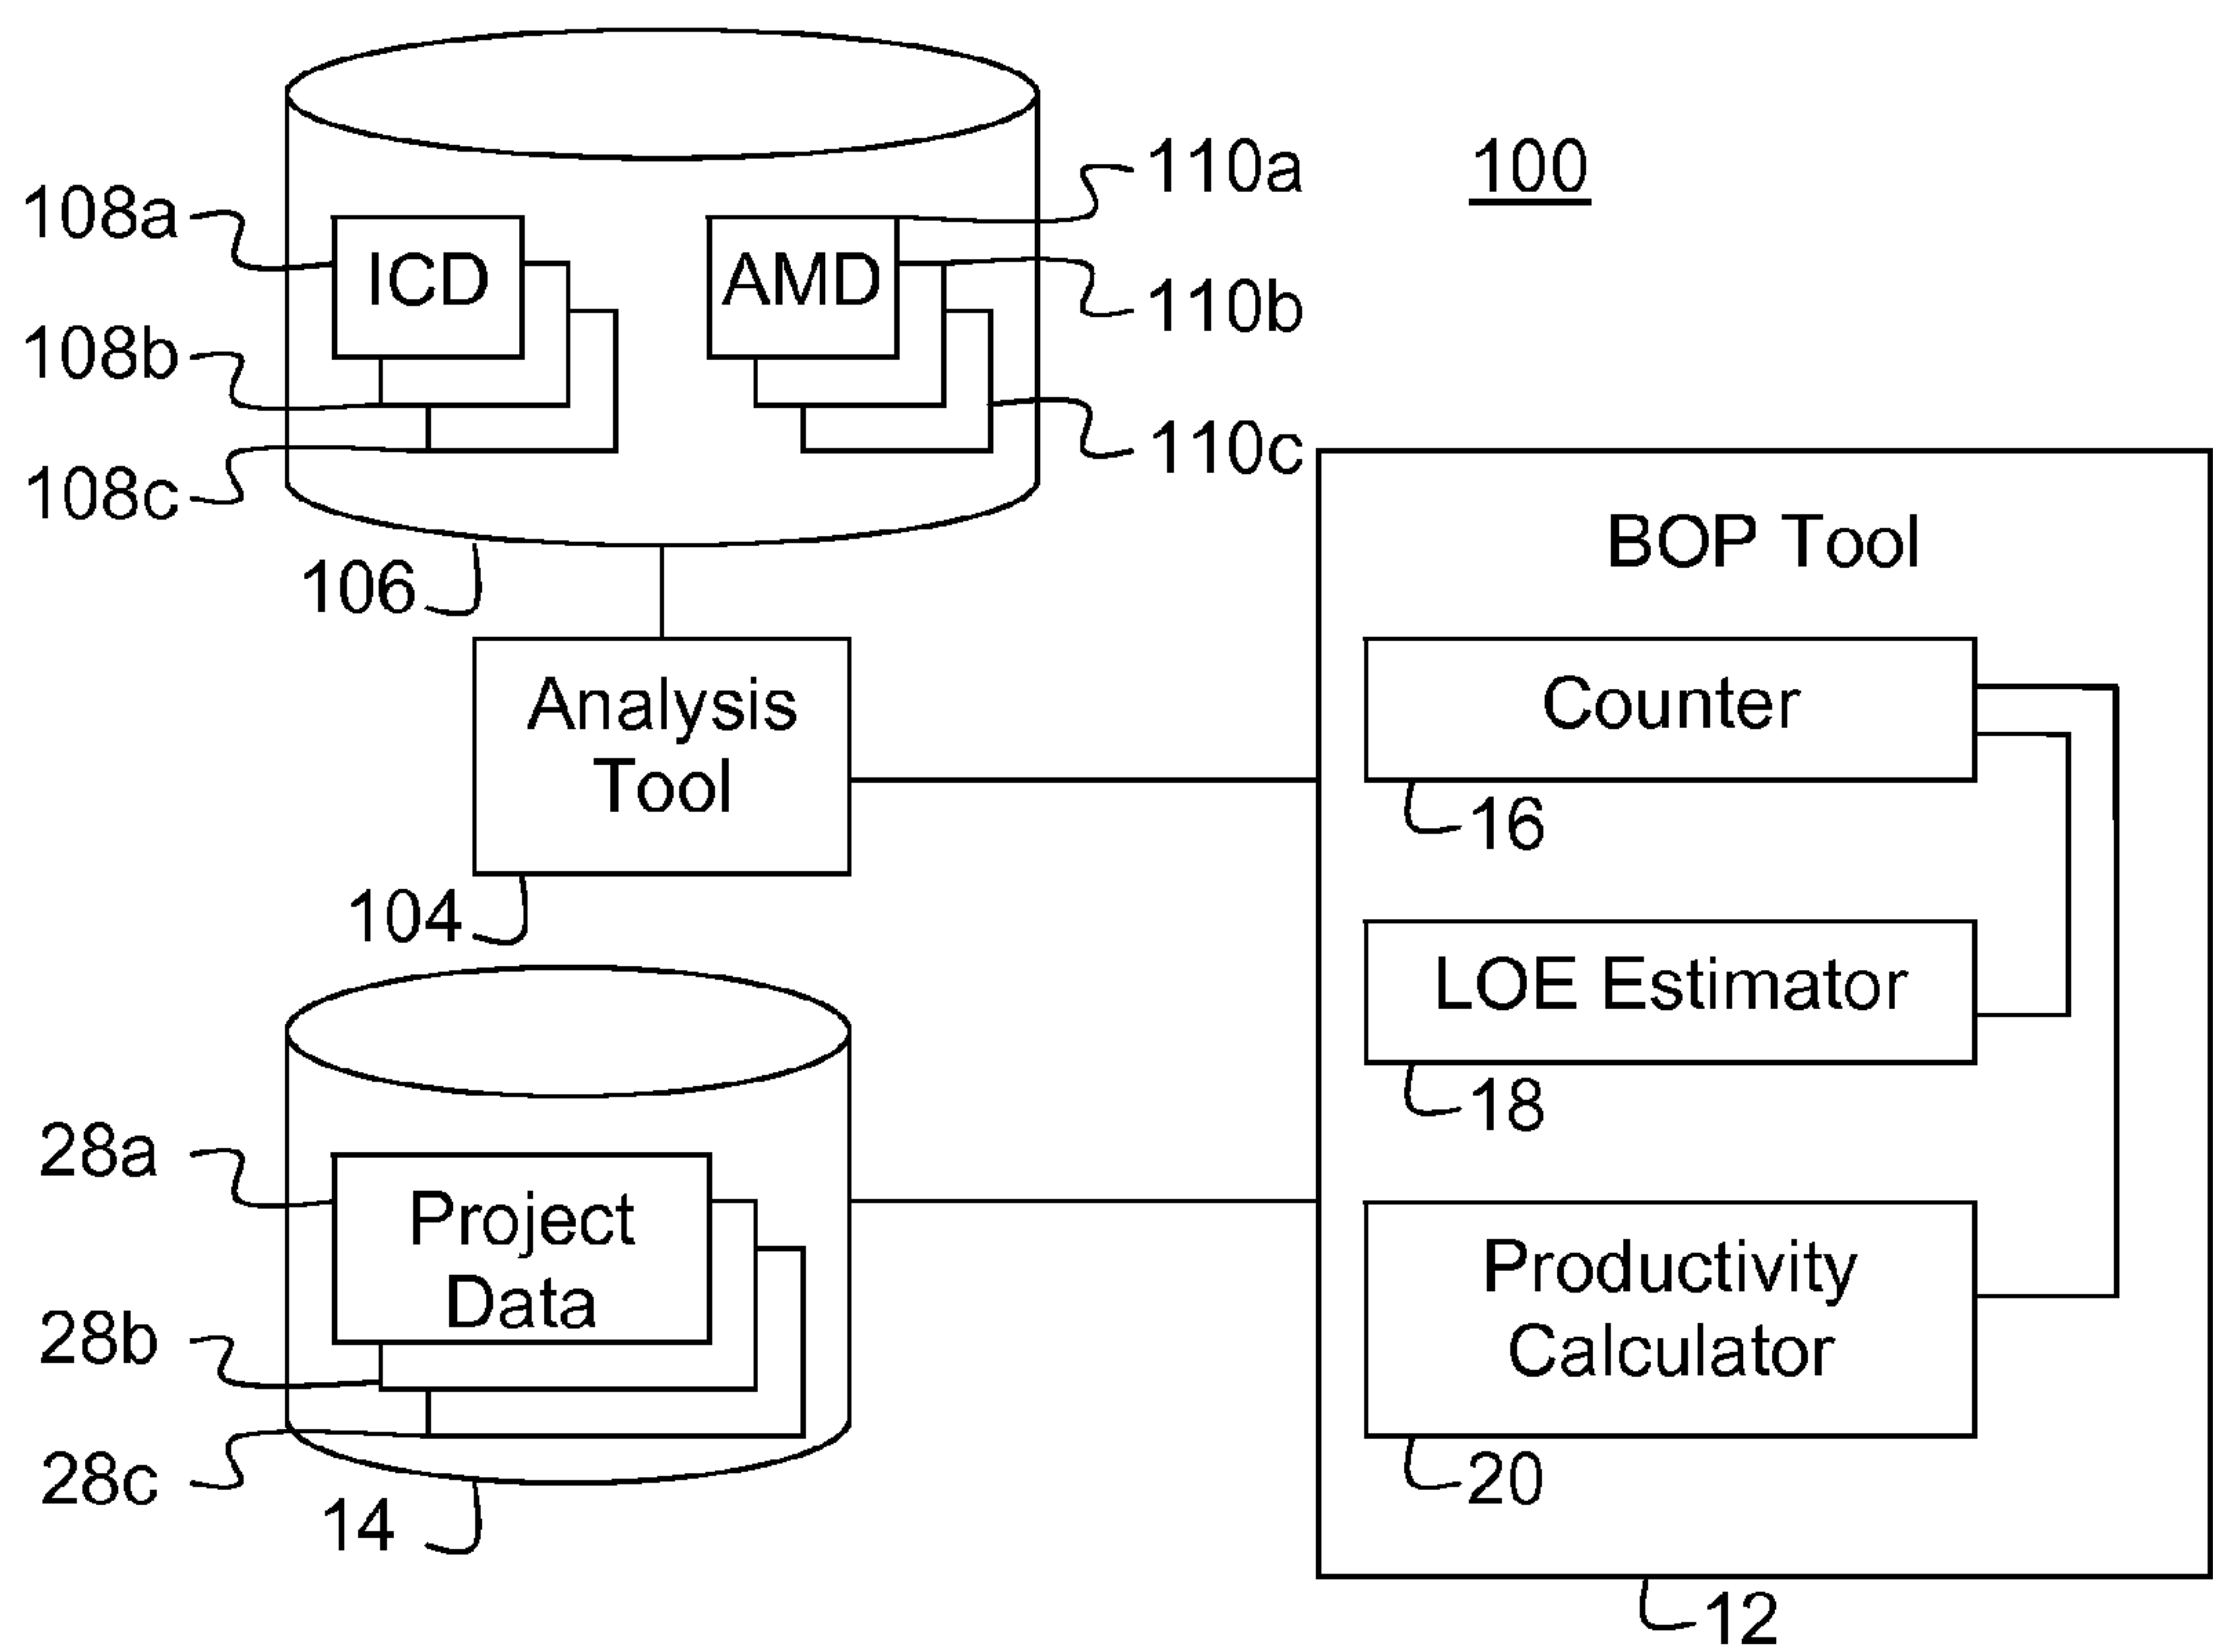 100
108a
108b
108c
ICD
AMD
110a
110b
110c
106
Analysis
Tool
104
28a
28b
28c
Project
Data
14
BOP Tool
Counter
16
LOE Estimator
18
Productivity
Calculator
20
12